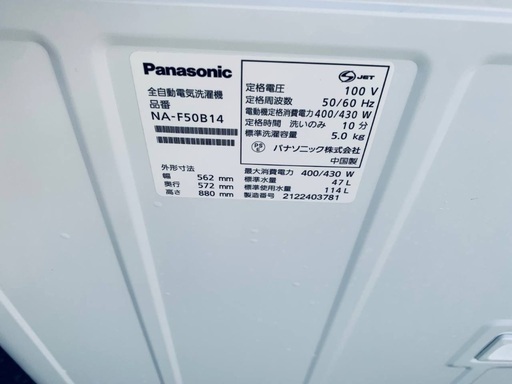 Panasonic
全自動電気洗濯機
品番
NA-F50B14
外形寸法
幅 562 mm
奥行 572 mm
高さ 880 mm
S JET
定格電圧 100 V
定格周波数 50/60 Hz
電動機定格消費電力 400/430 W
定格時間 洗いのみ 10 分
標準洗濯容量 5.0 kg
パナソニック株式会社
中国製
最大消費電力 400/430 W
標準水量 47 L
標準使用水量 114 L
製造番号 2122403781